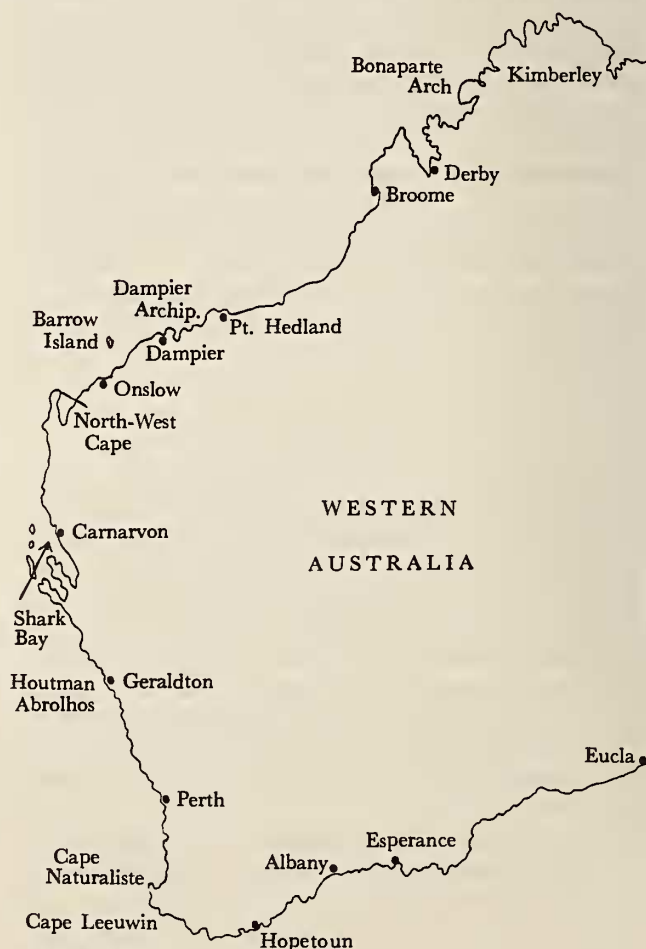 Bonaparte
Arch
Kimberley
Derby
Broome
Dampier
Archip.
Barrow
Island
Pt. Hedland
Dampier
Onslow
North-West
Cape
WESTERN
AUSTRALIA
Carnarvon
Shark
Bay
Houtman
Abrolhos
Geraldton
Eucla
Perth
Esperance
Albany
Cape
Naturaliste
Cape Leeuwin
Hopetoun